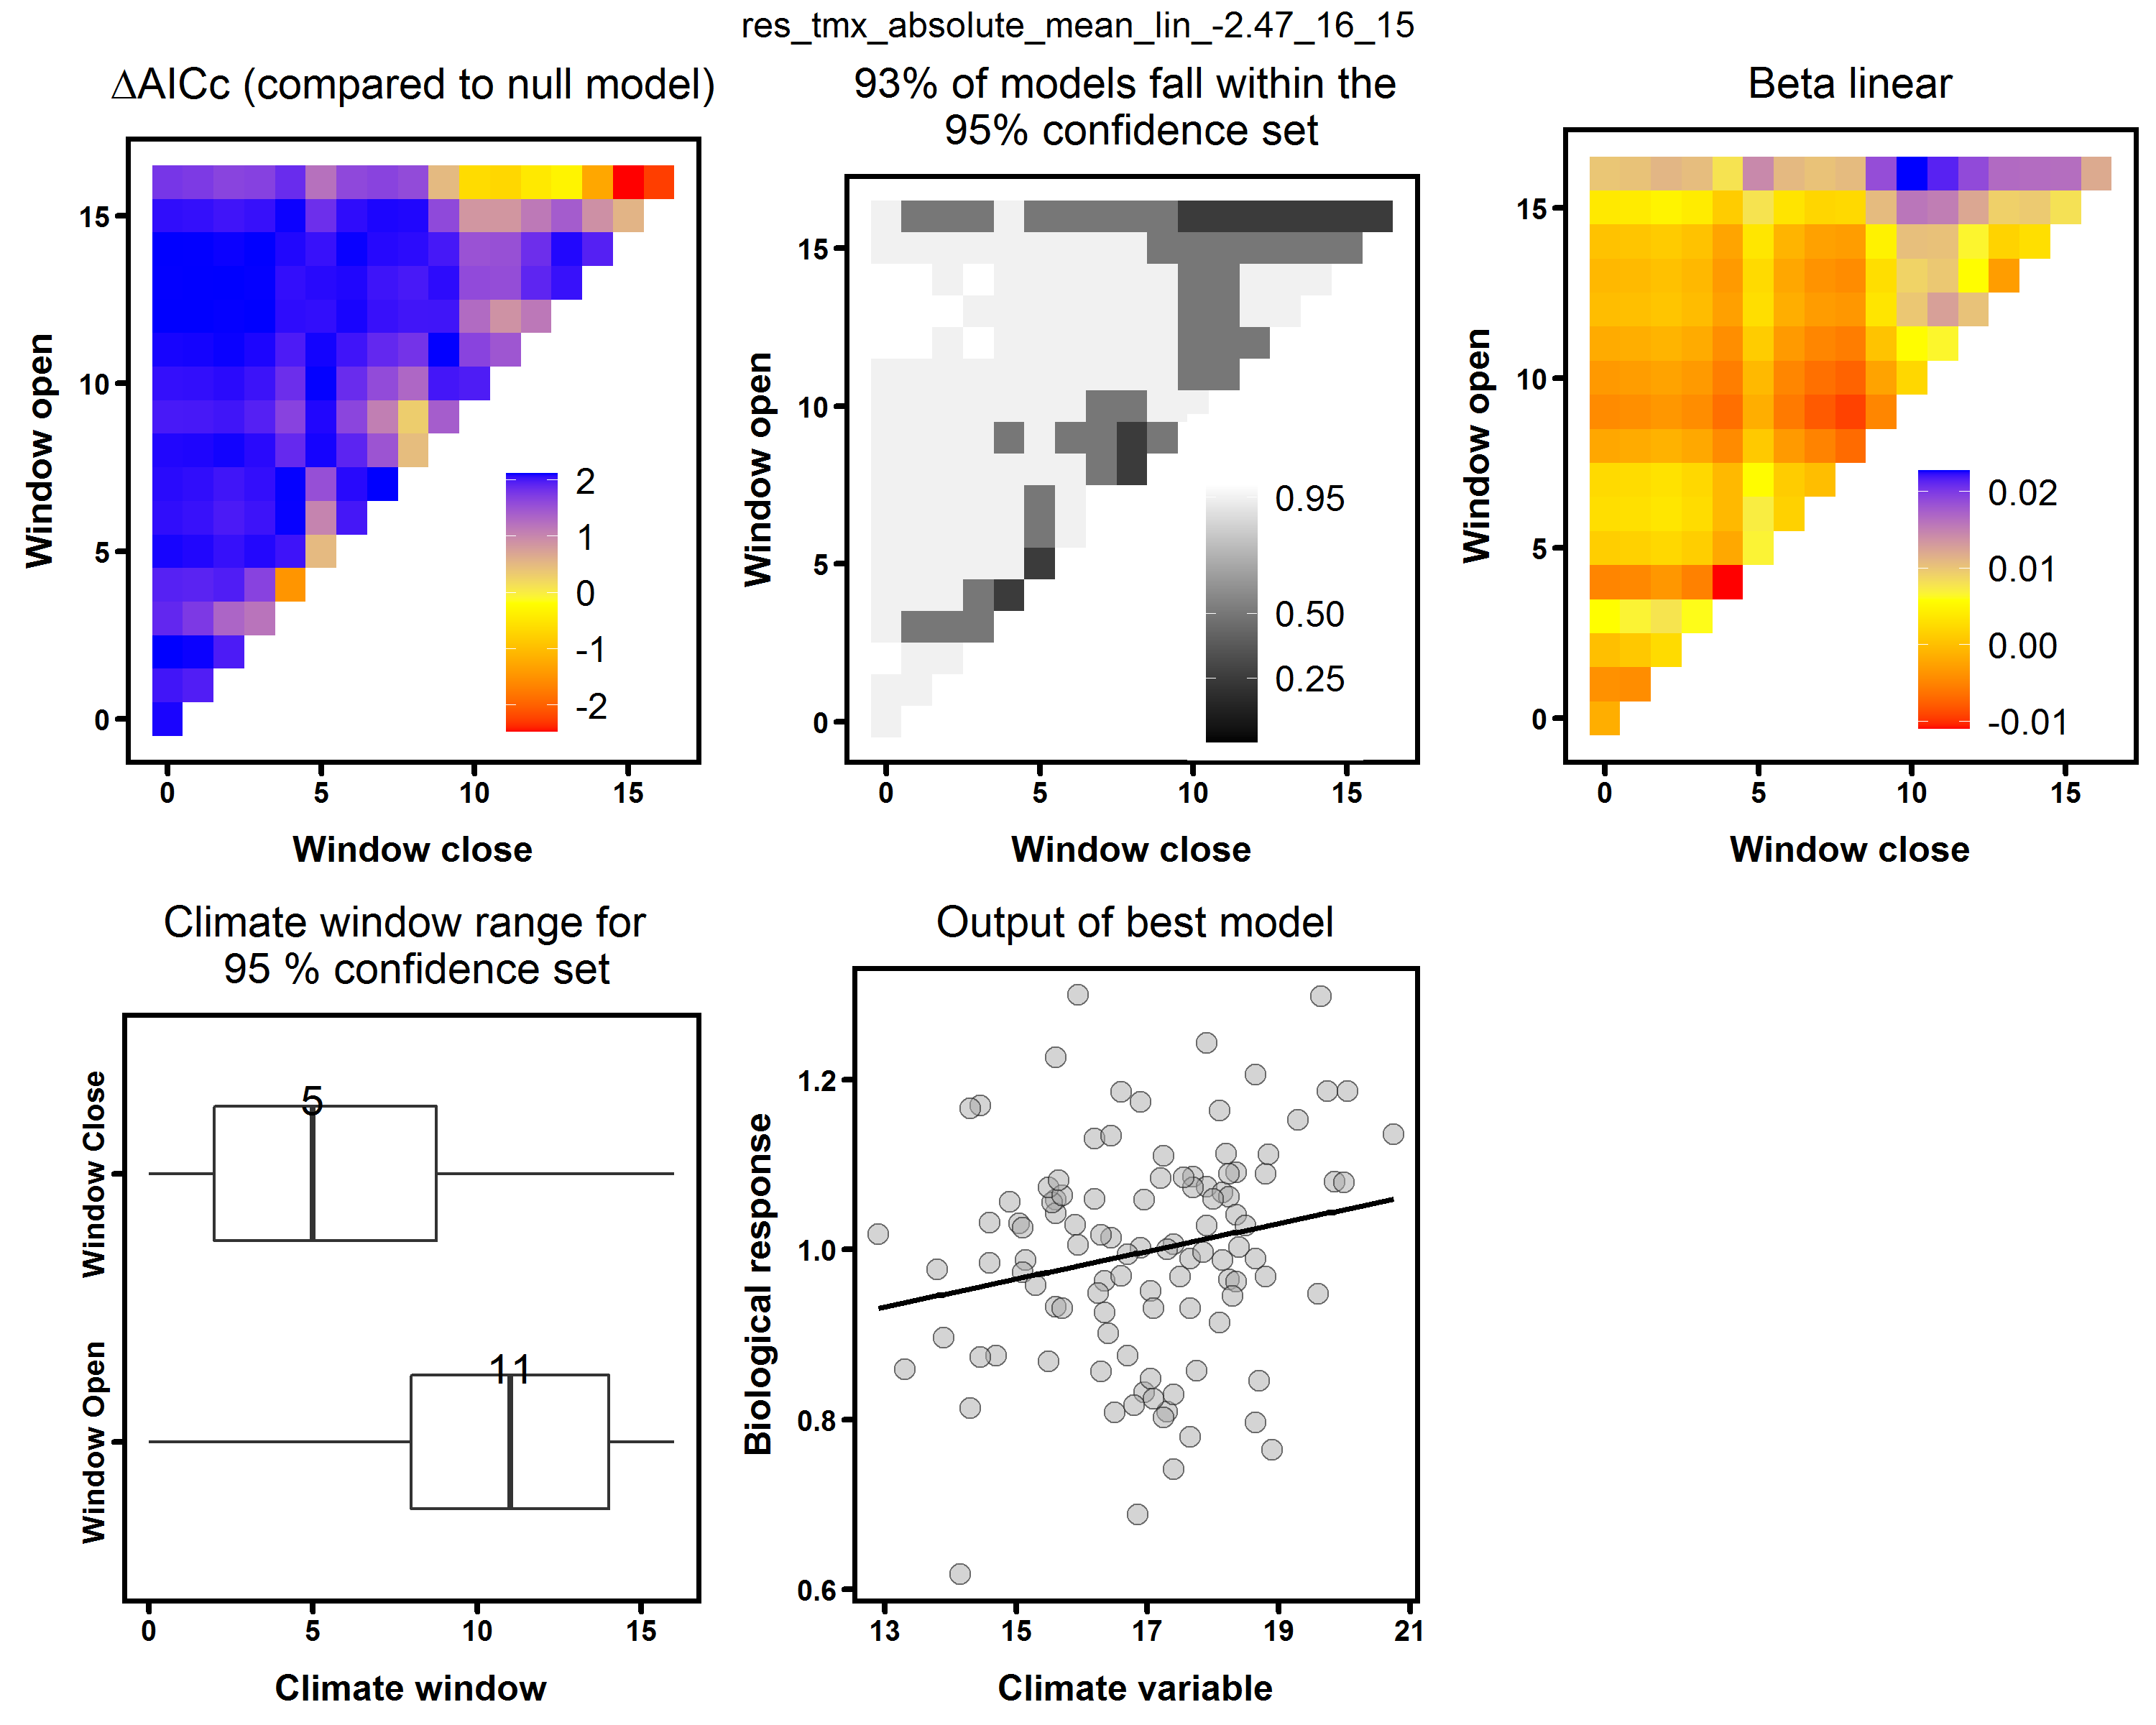 res_tmx_absolute_mean_lin_-2.47_16_15
ΔAICc (compared to null model)
Window open
15
10
5
0
2
1
0
-1
-2
0 5 10 15
Window close
93% of models fall within the
95% confidence set
Window open
15
10
5
0
0.95
0.50
0.25
0 5 10 15
Window close
Beta linear
Window open
15
10
5
0
0.02
0.01
0.00
-0.01
0 5 10 15
Window close
Climate window range for
95 % confidence set
Window Close
5
Window Open
11
0 5 10 15
Climate window
Output of best model
Biological response
1.2
1.0
0.8
0.6
13 15 17 19 21
Climate variable